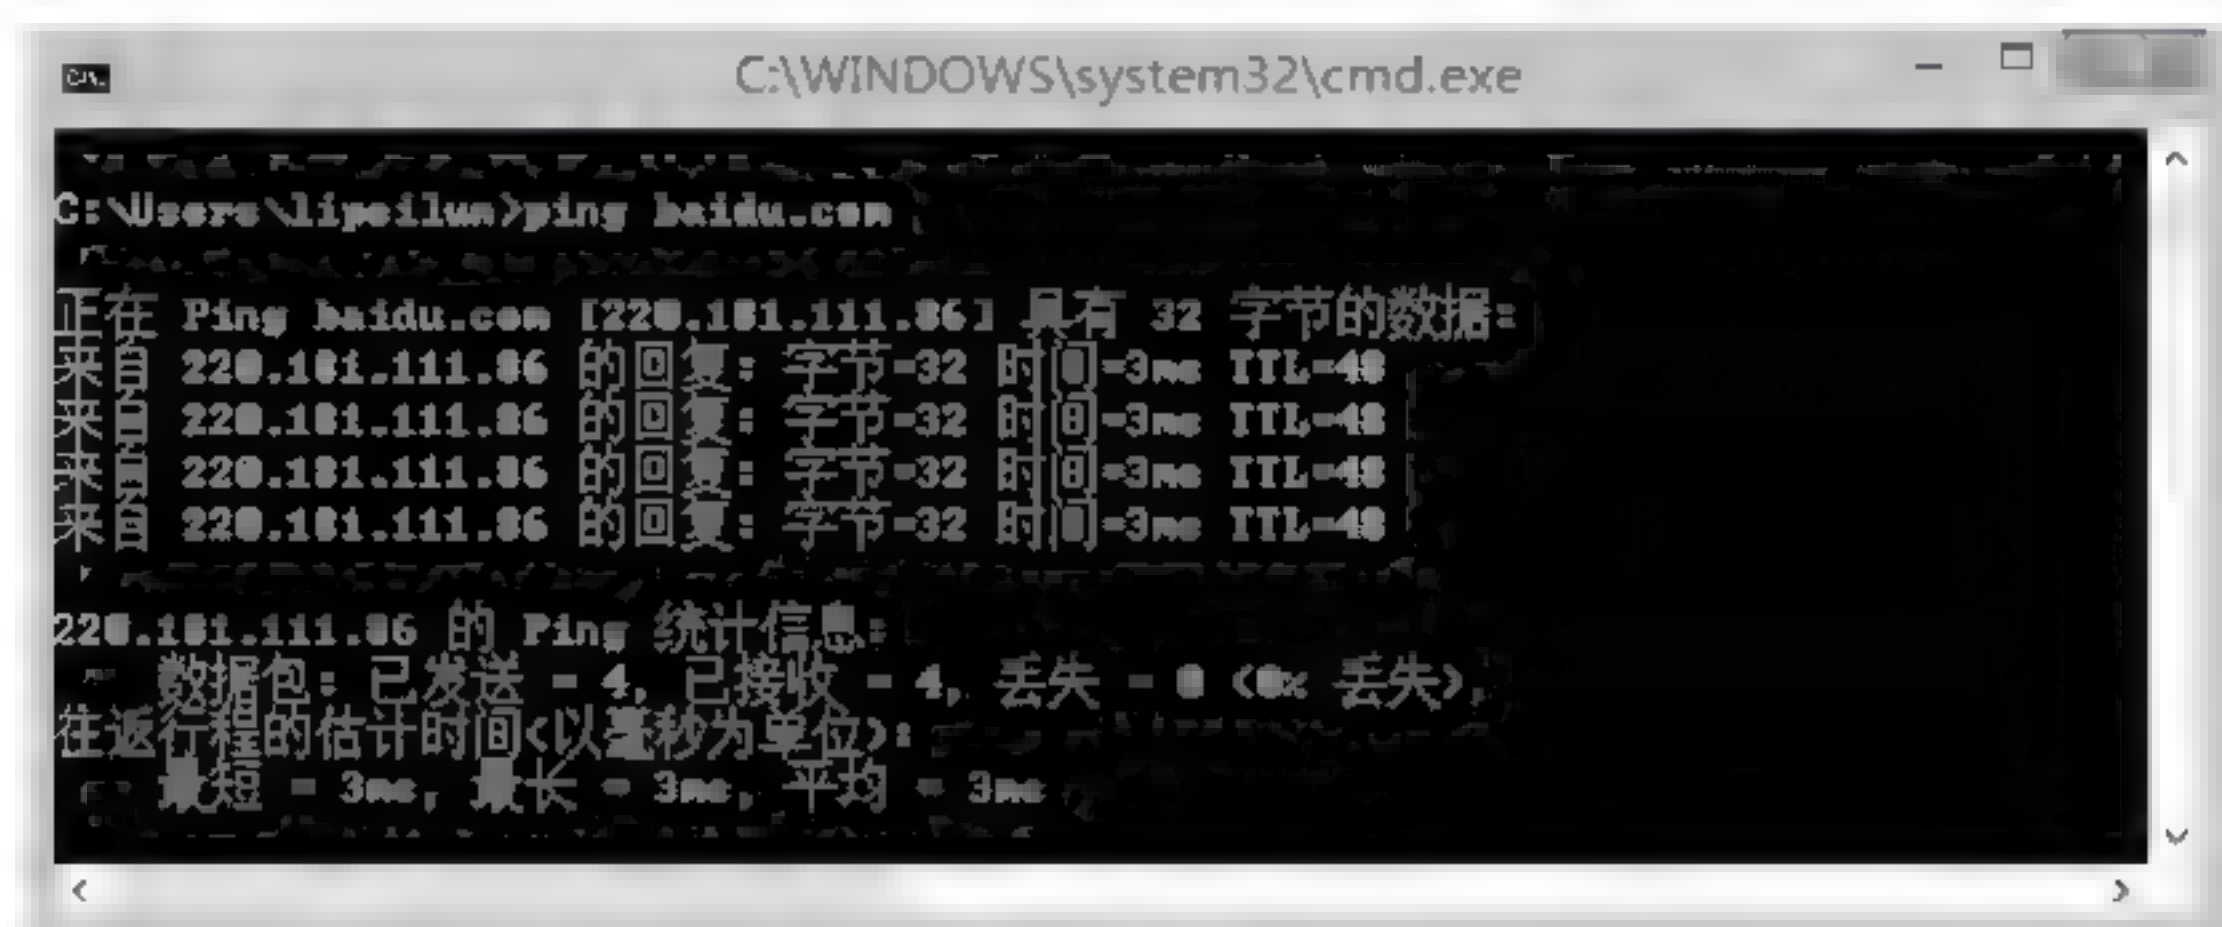 C:\WINDOWS\system32\cmd.exe
C:\Users\lipeilun>ping baidu.com
正在 Ping baidu.com [220.181.111.86] 具有 32 字节的数据:
来自 220.181.111.86 的回复: 字节=32 时间=3ms TTL=48
来自 220.181.111.86 的回复: 字节=32 时间=3ms TTL=48
来自 220.181.111.86 的回复: 字节=32 时间=3ms TTL=48
来自 220.181.111.86 的回复: 字节=32 时间=3ms TTL=48
220.181.111.86 的 Ping 统计信息:
数据包: 已发送 = 4, 已接收 = 4, 丢失 = 0 (0% 丢失),
往返行程的估计时间(以毫秒为单位):
最短 = 3ms, 最长 = 3ms, 平均 = 3ms